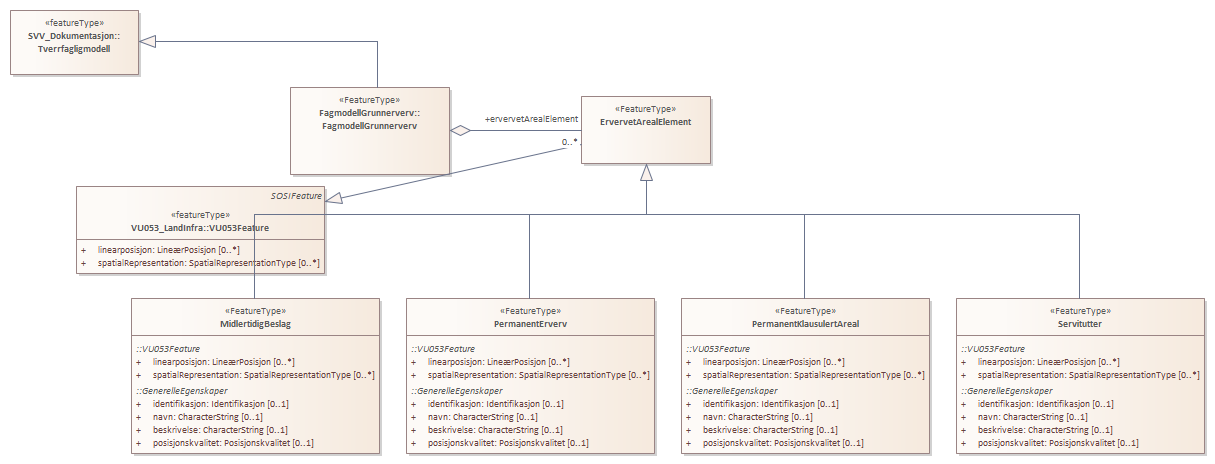 «featureType»
SVV_Dokumentasjon::
Tverrfagligmodell
«FeatureType»
FagmodellGrunnerverv::
FagmodellGrunnerverv
+ervervetArealElement
0..*
«FeatureType»
ErvervetArealElement
SOSIFeature
«featureType»
VU053_LandInfra::VU053Feature
+ linearposisjon: LineærPosisjon [0..*]
+ spatialRepresentation: SpatialRepresentationType [0..*]
«FeatureType»
MidlertidigBeslag
::VU053Feature
+ linearposisjon: LineærPosisjon [0..*]
+ spatialRepresentation: SpatialRepresentationType [0..*]
::GenerelleEgenskaper
+ identifikasjon: Identifikasjon [0..1]
+ navn: CharacterString [0..1]
+ beskrivelse: CharacterString [0..1]
+ posisjonskvalitet: Posisjonskvalitet [0..1]
«FeatureType»
PermanentErverv
::VU053Feature
+ linearposisjon: LineærPosisjon [0..*]
+ spatialRepresentation: SpatialRepresentationType [0..*]
::GenerelleEgenskaper
+ identifikasjon: Identifikasjon [0..1]
+ navn: CharacterString [0..1]
+ beskrivelse: CharacterString [0..1]
+ posisjonskvalitet: Posisjonskvalitet [0..1]
«FeatureType»
PermanentKlausulertAreal
::VU053Feature
+ linearposisjon: LineærPosisjon [0..*]
+ spatialRepresentation: SpatialRepresentationType [0..*]
::GenerelleEgenskaper
+ identifikasjon: Identifikasjon [0..1]
+ navn: CharacterString [0..1]
+ beskrivelse: CharacterString [0..1]
+ posisjonskvalitet: Posisjonskvalitet [0..1]
«FeatureType»
Servitutter
::VU053Feature
+ linearposisjon: LineærPosisjon [0..*]
+ spatialRepresentation: SpatialRepresentationType [0..*]
::GenerelleEgenskaper
+ identifikasjon: Identifikasjon [0..1]
+ navn: CharacterString [0..1]
+ beskrivelse: CharacterString [0..1]
+ posisjonskvalitet: Posisjonskvalitet [0..1]